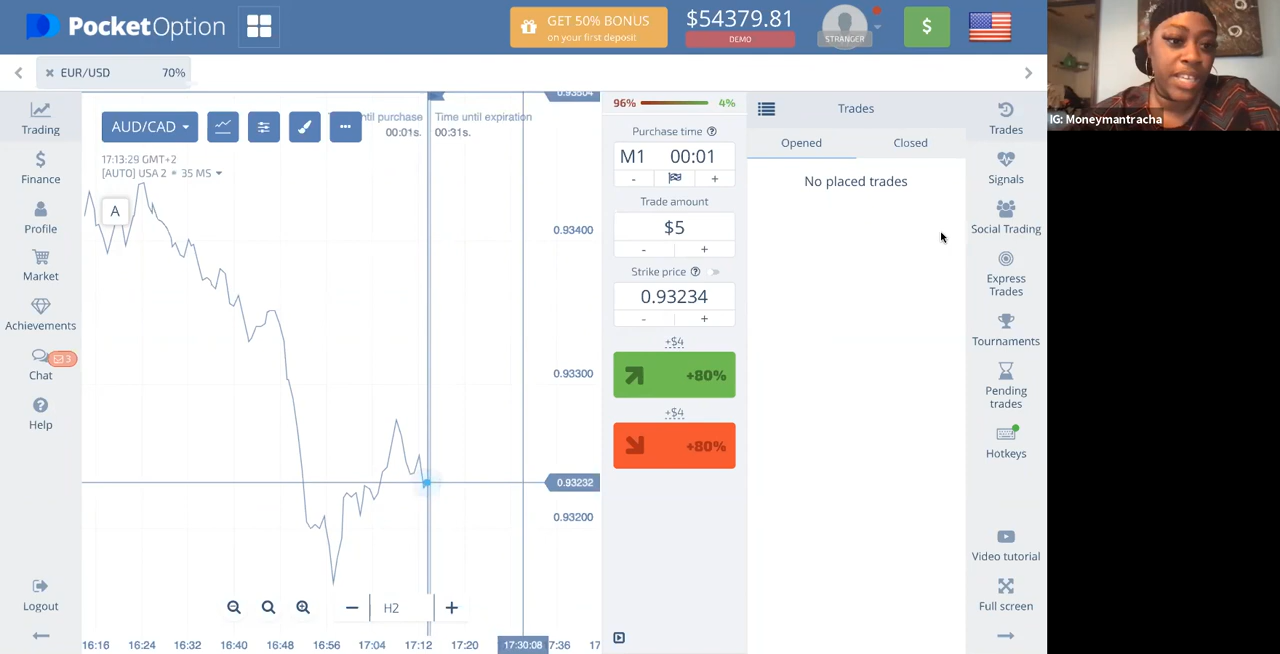 PocketOption
GET 50% BONUS
on your first deposit
$54379.81
DEMO
STRANGER
$
EUR/USD 70%
IG: Moneymantracha
Trading
Finance
Profile
Market
Achievements
3
Chat
Help
Logout
AUD/CAD
until purchase
00:01s.
Time until expiration
00:31s.
17:13:29 GMT+2
[AUTO] USA 2 35 MS
A
0.93400
0.93300
0.93232
0.93200
H2
16:16 16:24 16:32 16:40 16:48 16:56 17:04 17:12 17:20 17:30:08 7:36 17
96% 4%
Purchase time
M1 00:01
- +
Trade amount
$5
- +
Strike price
0.93234
- +
+$4
+80%
+$4
+80%
Trades
Opened Closed
No placed trades
Trades
Signals
Social Trading
Express
Trades
Tournaments
Pending
trades
Hotkeys
Video tutorial
Full screen